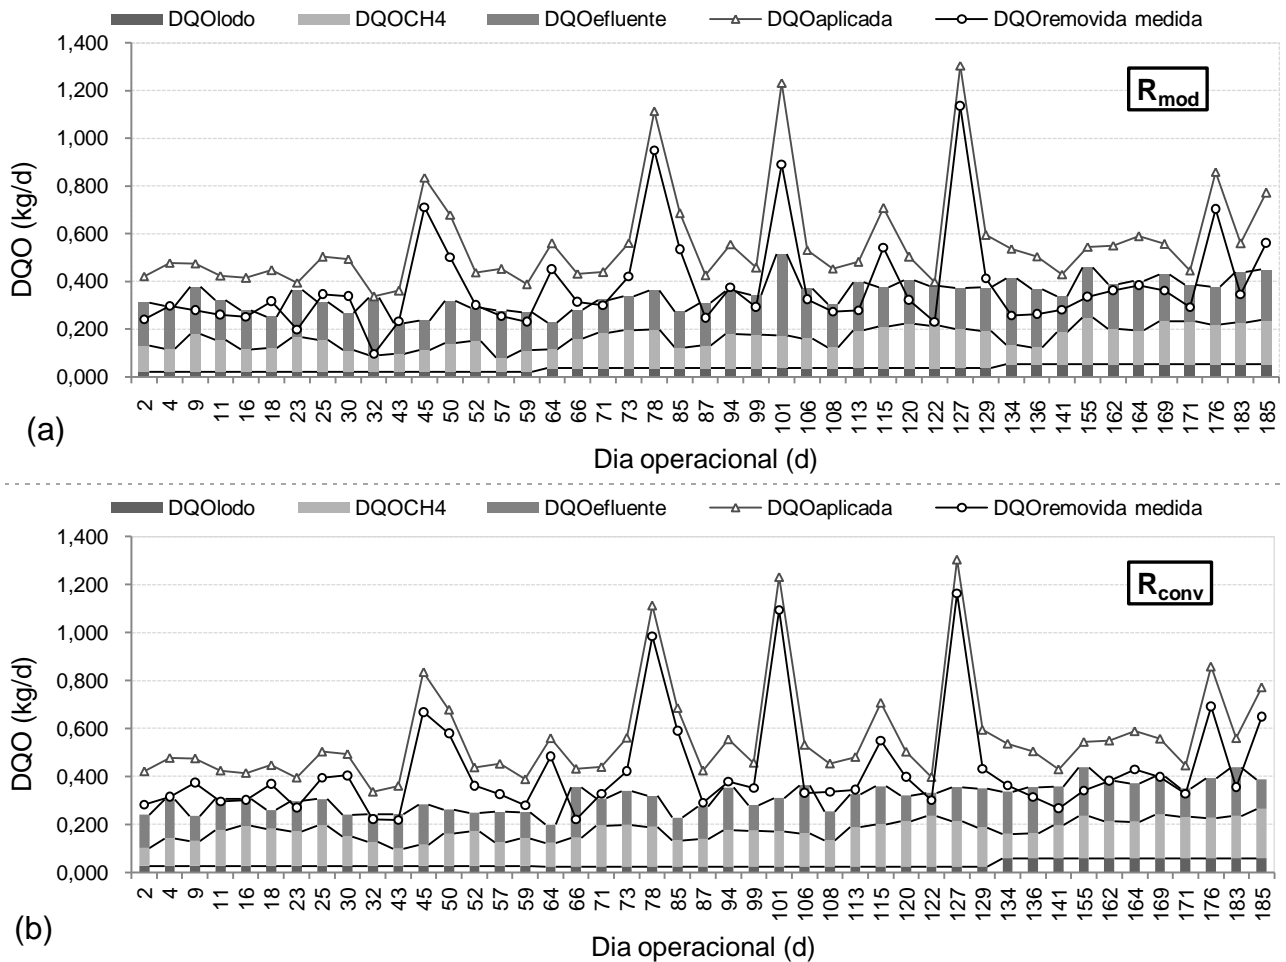 DQOlodo DQOCH4 DQOefluente DQOaplicada DQOremovida medida
1,400
1,200
1,000
0,800
0,600
0,400
0,200
0,000
DQO (kg/d)
Rmod
2 4 9 11 16 18 23 25 30 32 43 45 50 52 57 59 64 66 71 73 78 85 87 94 99 101 106 108 113 115 120 122 127 129 134 136 141 155 162 164 169 171 176 183 185
(a)
Dia operacional (d)
DQOlodo DQOCH4 DQOefluente DQOaplicada DQOremovida medida
1,400
1,200
1,000
0,800
0,600
0,400
0,200
0,000
DQO (kg/d)
Rconv
2 4 9 11 16 18 23 25 30 32 43 45 50 52 57 59 64 66 71 73 78 85 87 94 99 101 106 108 113 115 120 122 127 129 134 136 141 155 162 164 169 171 176 183 185
(b)
Dia operacional (d)